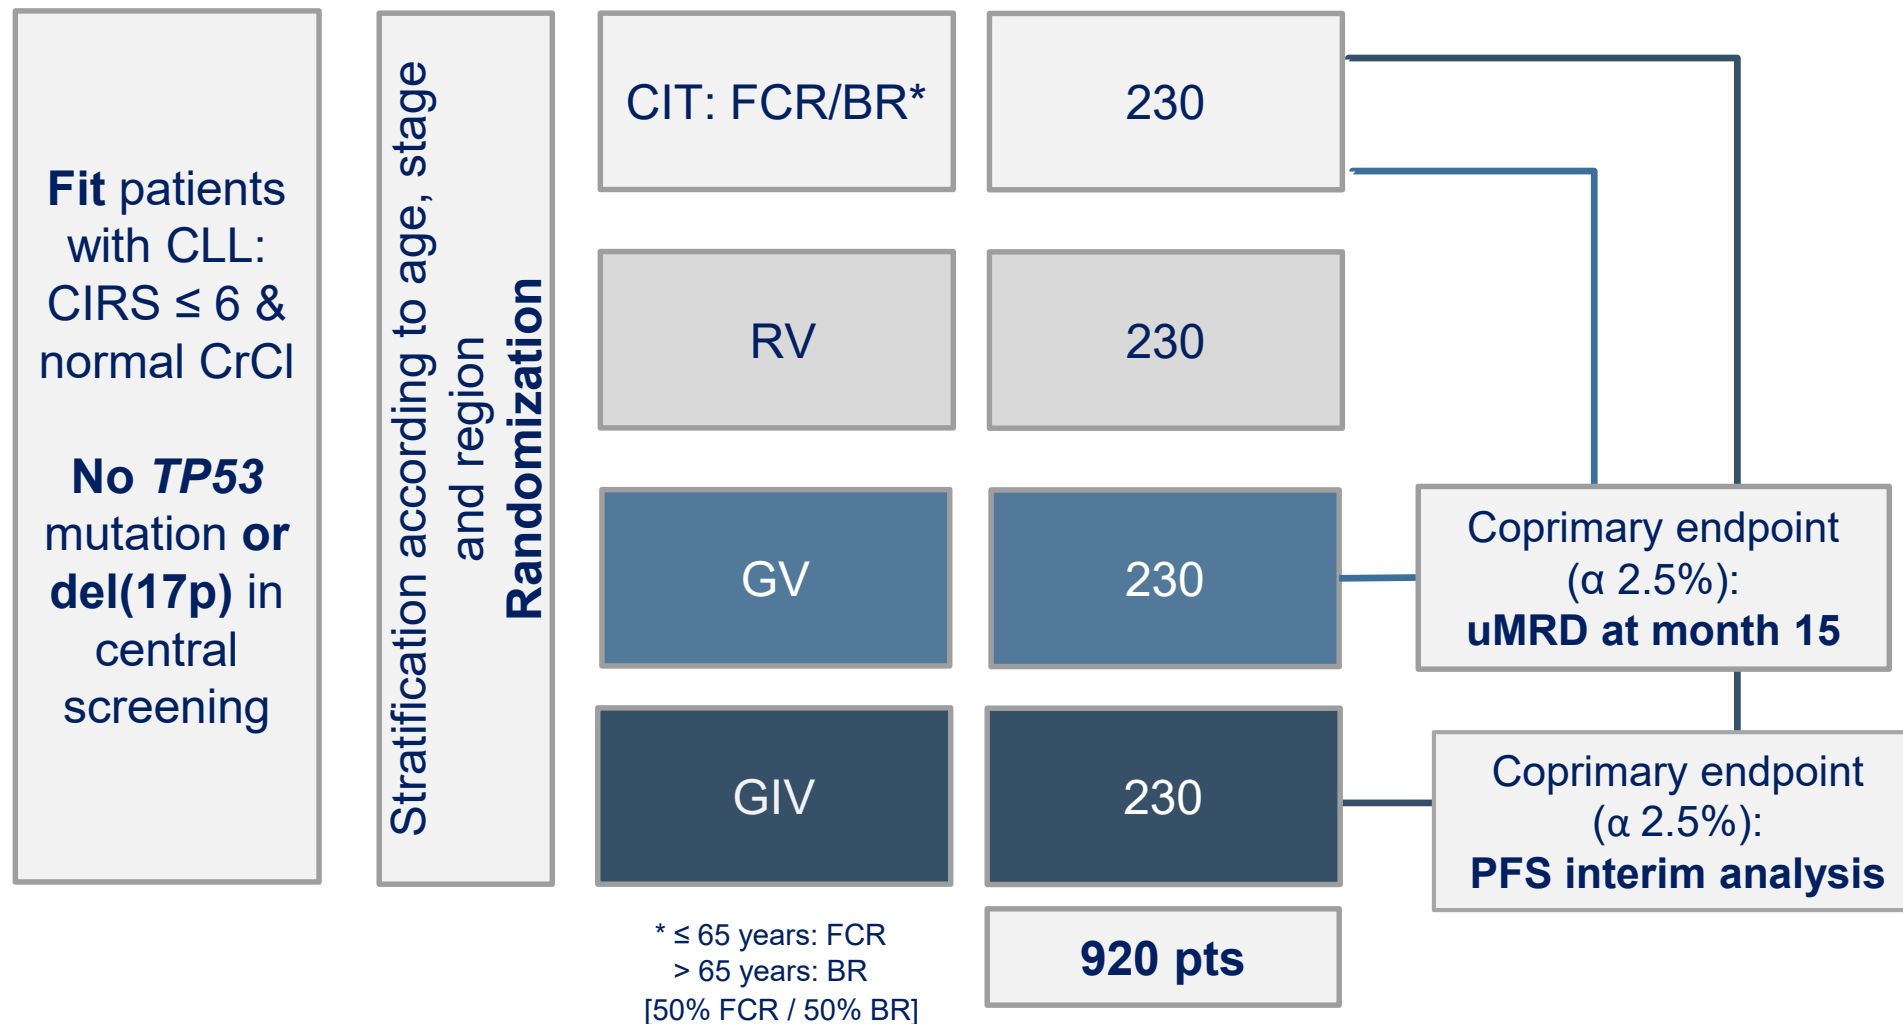 Fit patients
with CLL:
CIRS ≤ 6 &
normal CrCl
No TP53
mutation or
del(17p) in
central
screening
Stratification according to age, stage
and region
Randomization
CIT: FCR/BR*
230
RV
230
GV
230
GIV
230
* ≤ 65 years: FCR
> 65 years: BR
[50% FCR / 50% BR]
920 pts
Coprimary endpoint
(α 2.5%):
uMRD at month 15
Coprimary endpoint
(α 2.5%):
PFS interim analysis